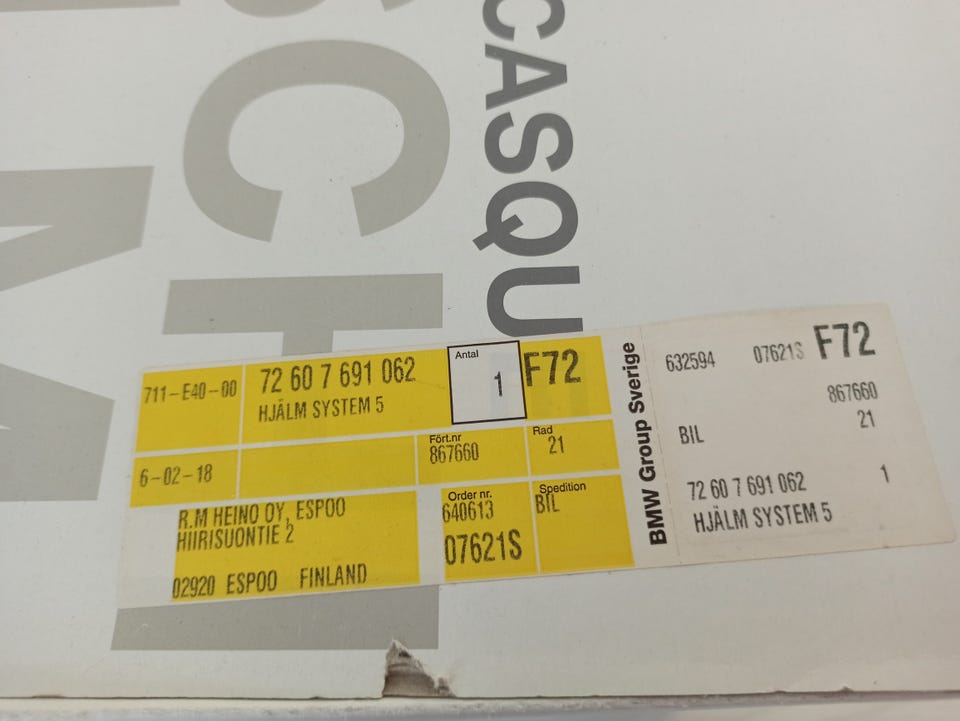 CASQU
SCH
M
711-E40-00
72 60 7 691 062
HJÄLM SYSTEM 5
Antal
1
F72
6-02-18
Fört.nr
867660
Rad
21
R.M HEINO OY, ESPOO
HIIRISUONTIE 2
02920 ESPOO FINLAND
Order nr.
640613
07621S
Spedition
BIL
BMW Group Sverige
632594 07621S F72
867660
BIL 21
72 60 7 691 062 1
HJÄLM SYSTEM 5